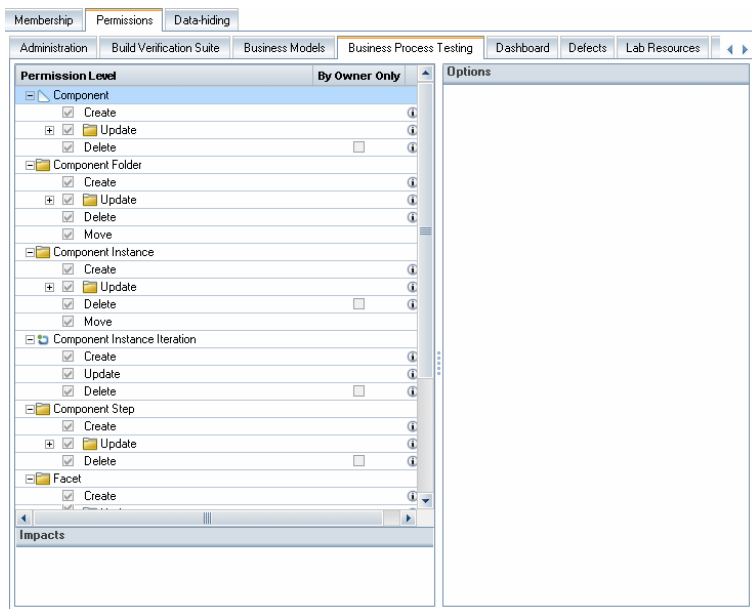 Membership Permissions Data-hiding
Administration Build Verification Suite Business Models Business Process Testing Dashboard Defects Lab Resources
Permission Level By Owner Only
Options
Component
Create
Update
Delete
Component Folder
Create
Update
Delete
Move
Component Instance
Create
Update
Delete
Move
Component Instance Iteration
Create
Update
Delete
Component Step
Create
Update
Delete
Facet
Create
Impacts